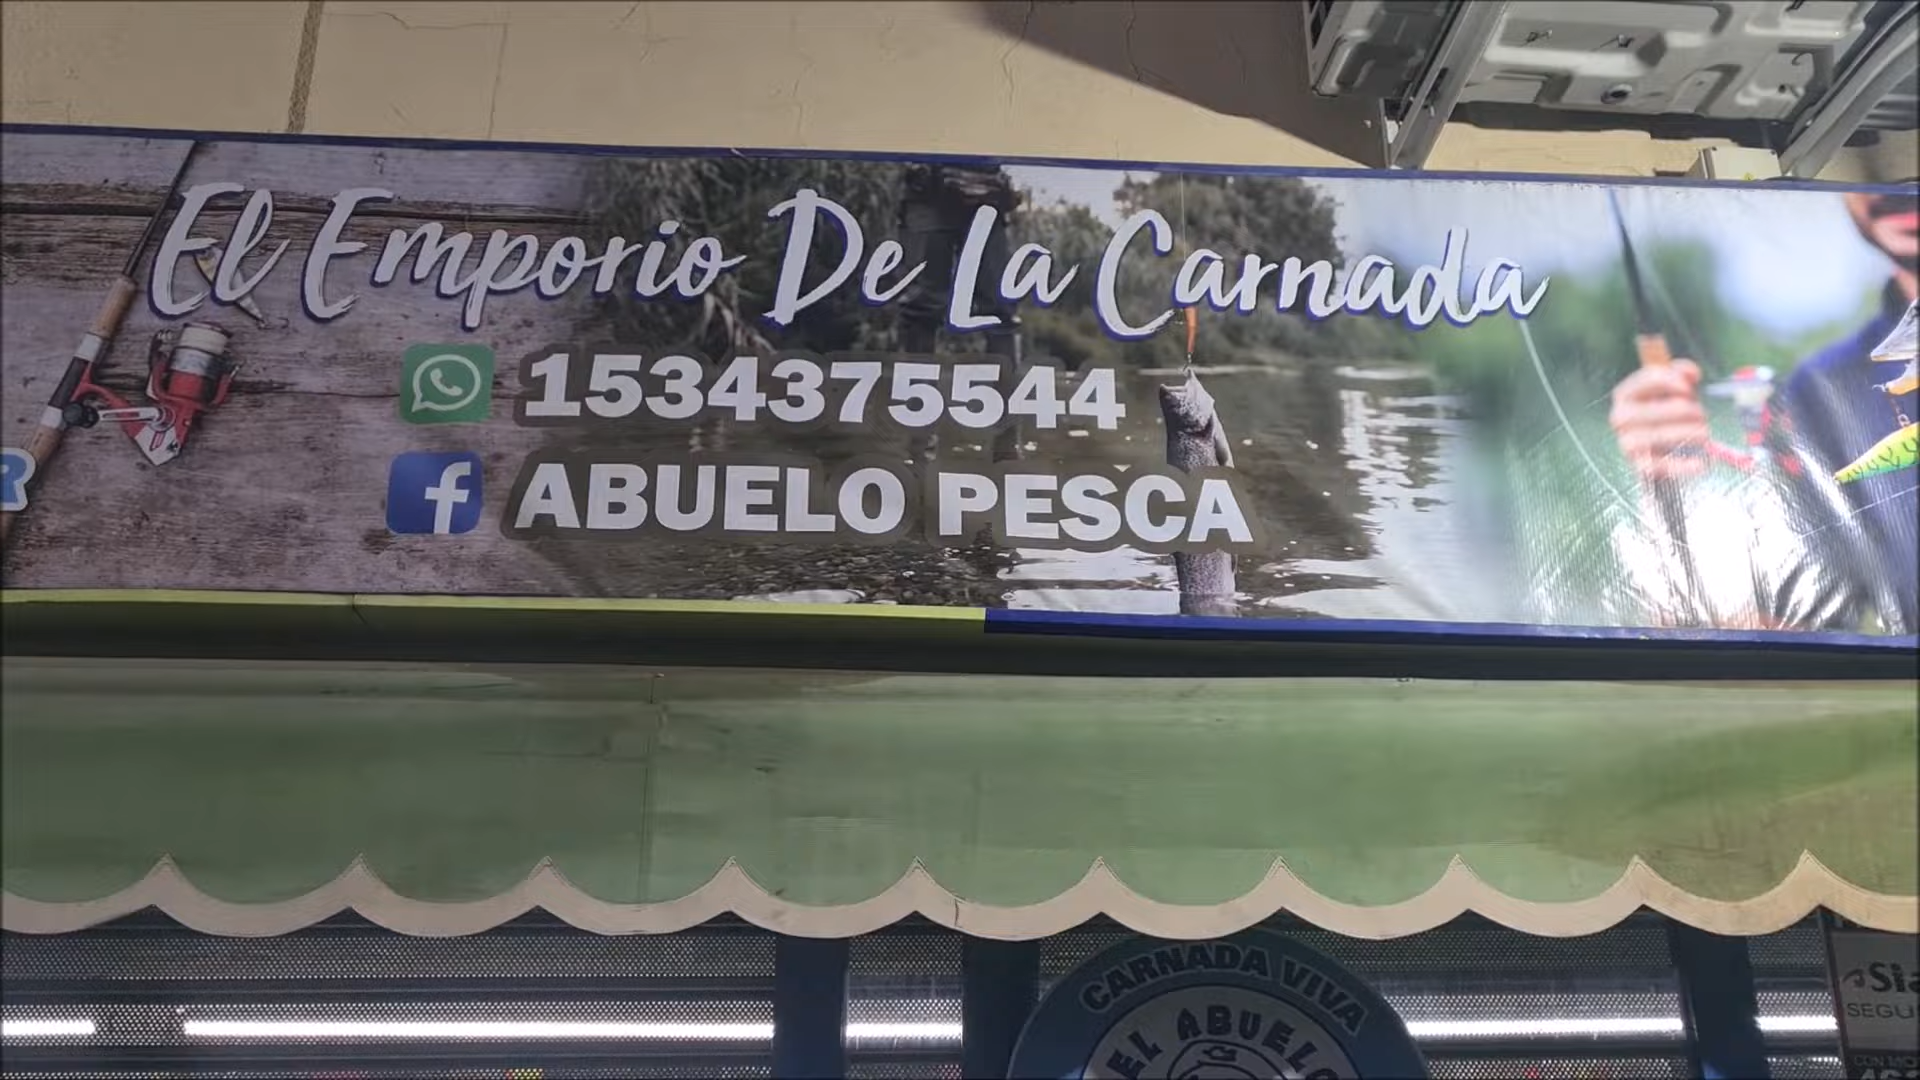 El Emporio De La Carnada
1534375544
ABUELO PESCA
CARNADA VIVA
EL ABUELO